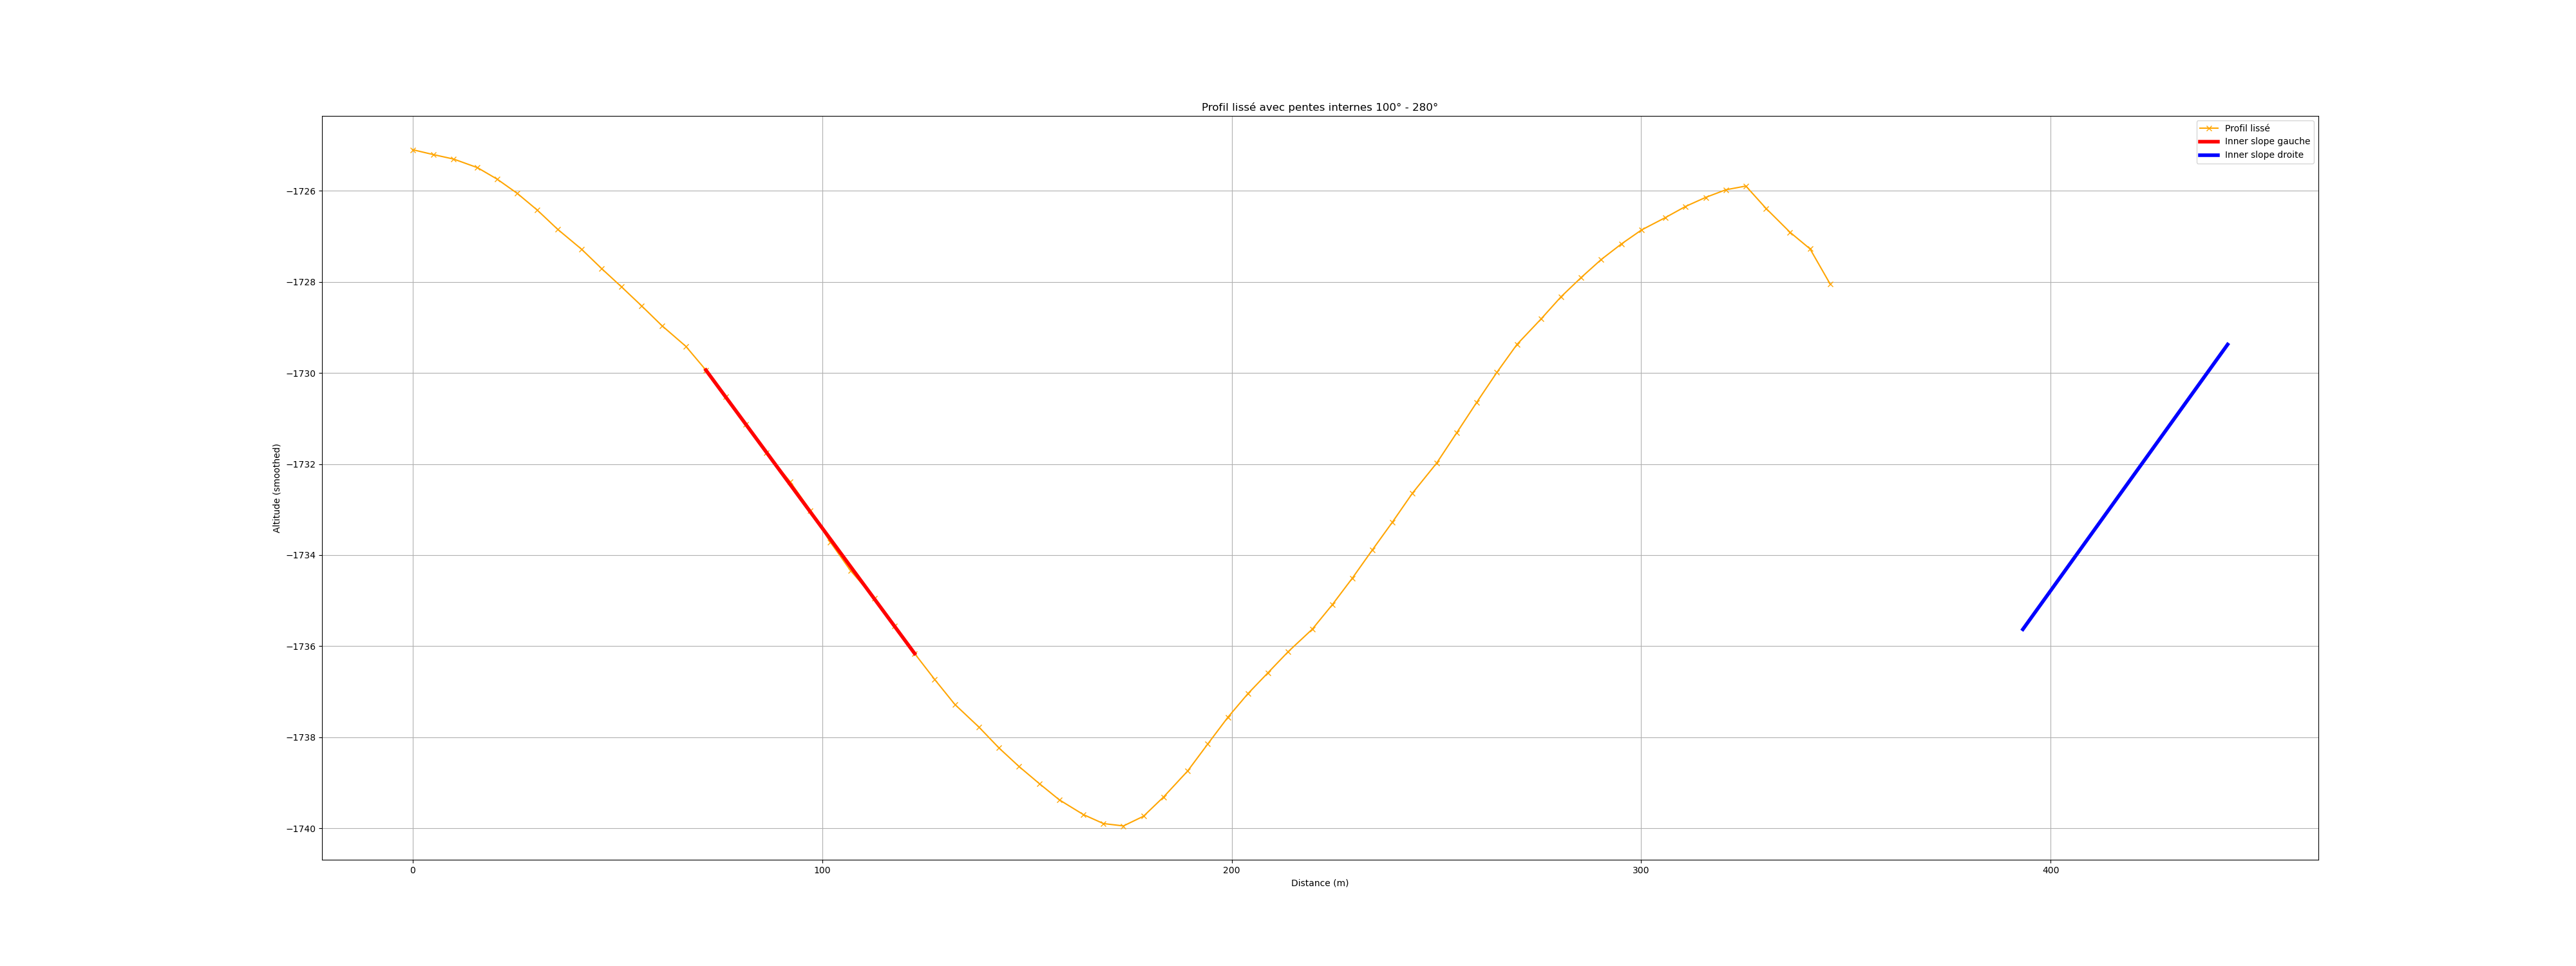 Profil lissé avec pentes internes 100° - 280°
Profil lissé
Inner slope gauche
Inner slope droite
Altitude (smoothed)
−1726
−1728
−1730
−1732
−1734
−1736
−1738
−1740
0 100 200 300 400
Distance (m)